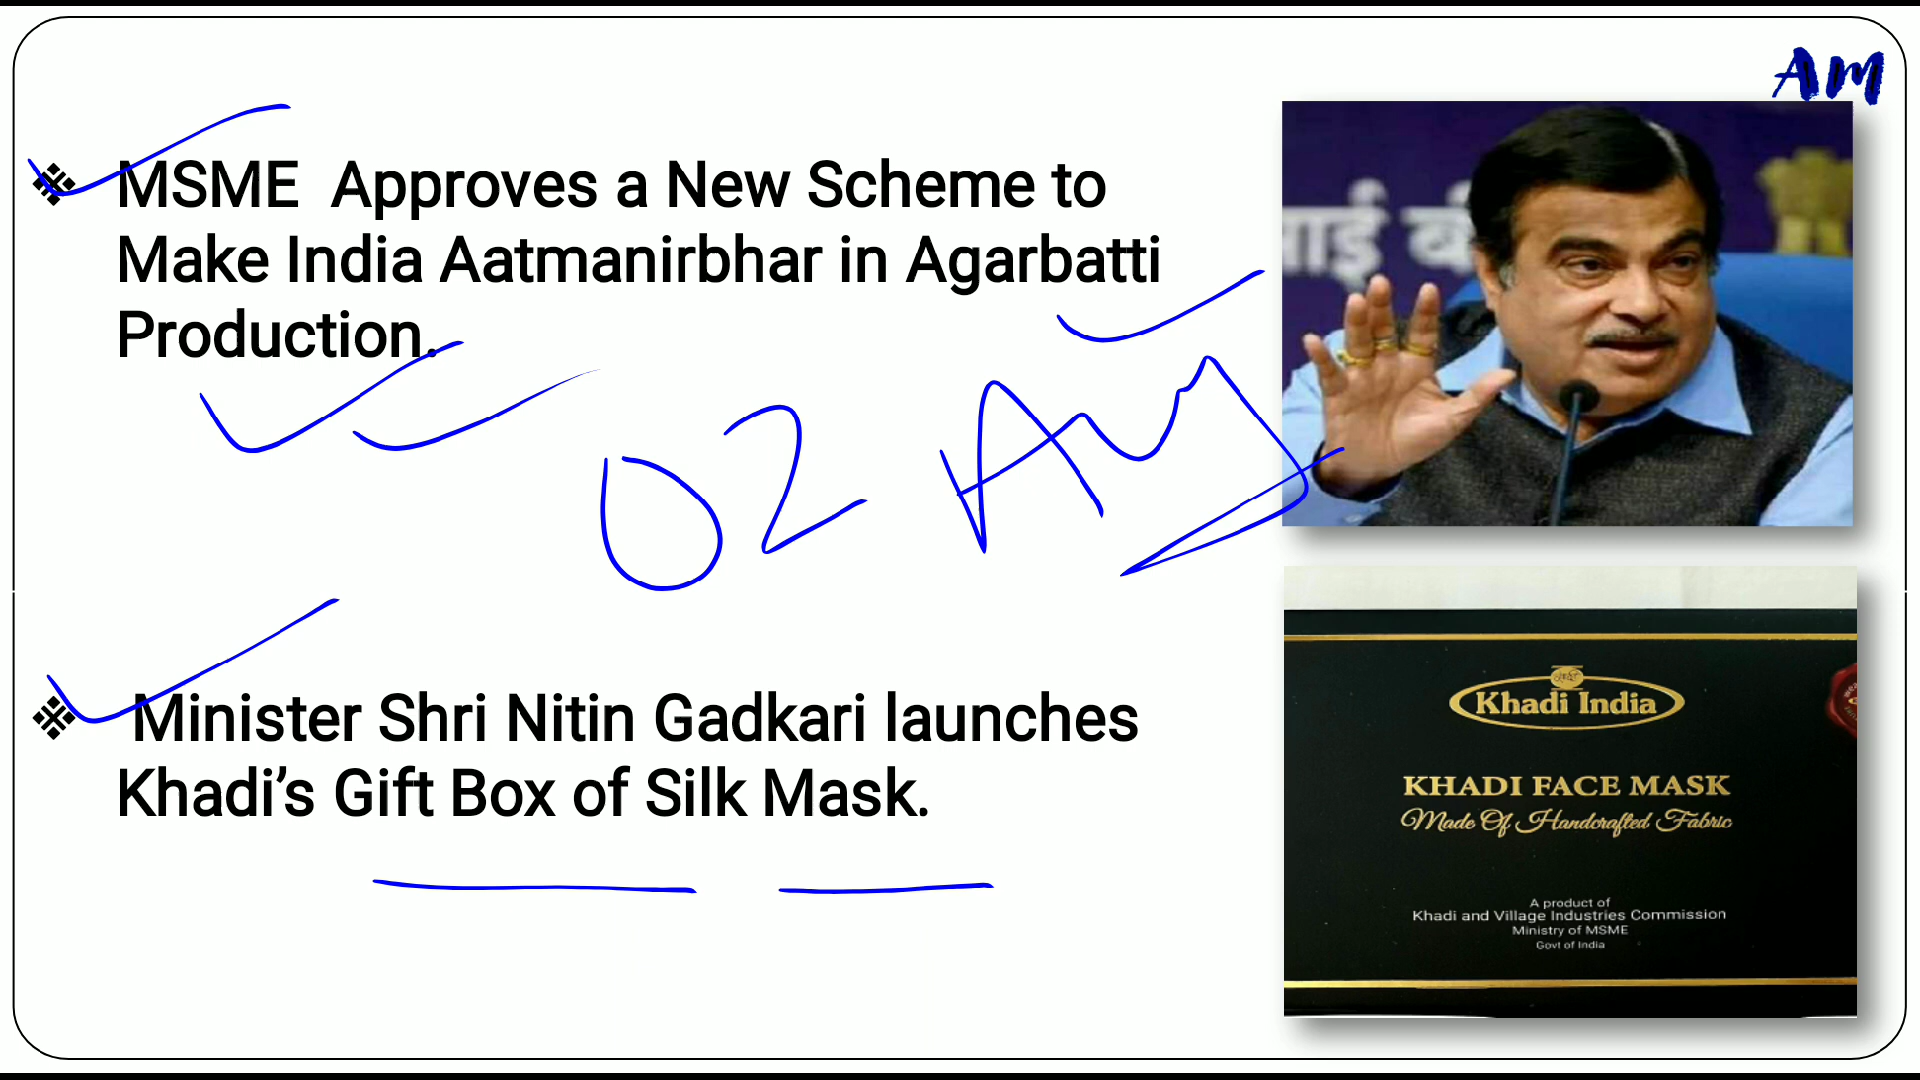 AM
MSME Approves a New Scheme to
Make India Aatmanirbhar in Agarbatti
Production.
02 Aug
Minister Shri Nitin Gadkari launches
Khadi’s Gift Box of Silk Mask.
Khadi India
KHADI FACE MASK
Made Of Handcrafted Fabric
A product of
Khadi and Village Industries Commission
Ministry of MSME
Govt of India